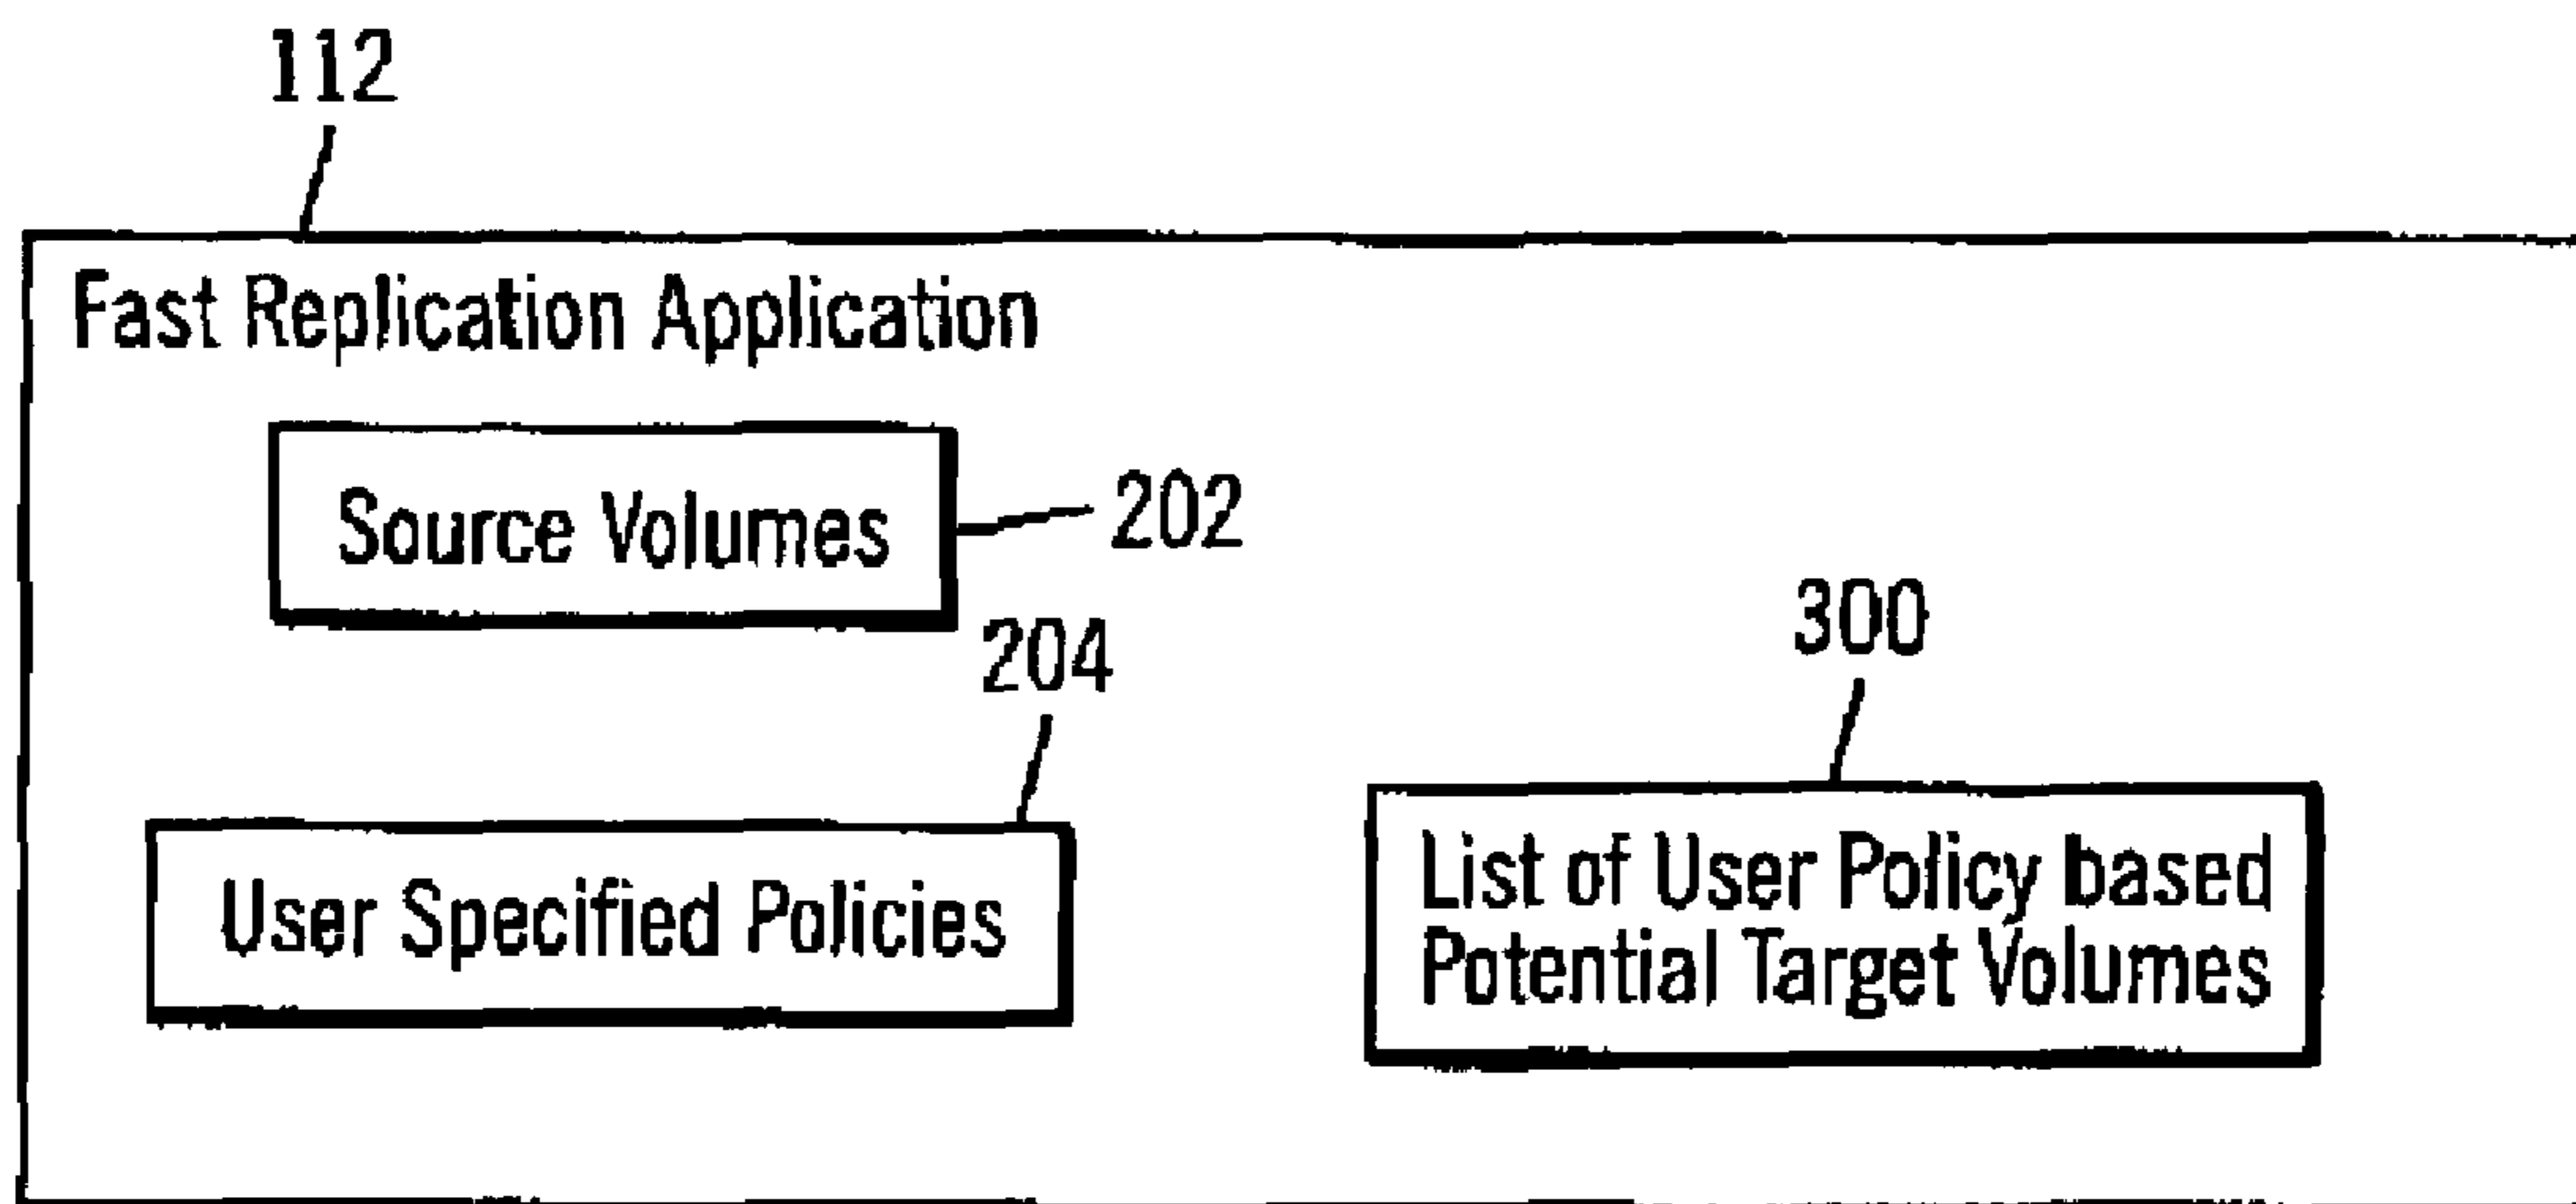 112
Fast Replication Application
Source Volumes
202
204
300
User Specified Policies
List of User Policy based
Potential Target Volumes